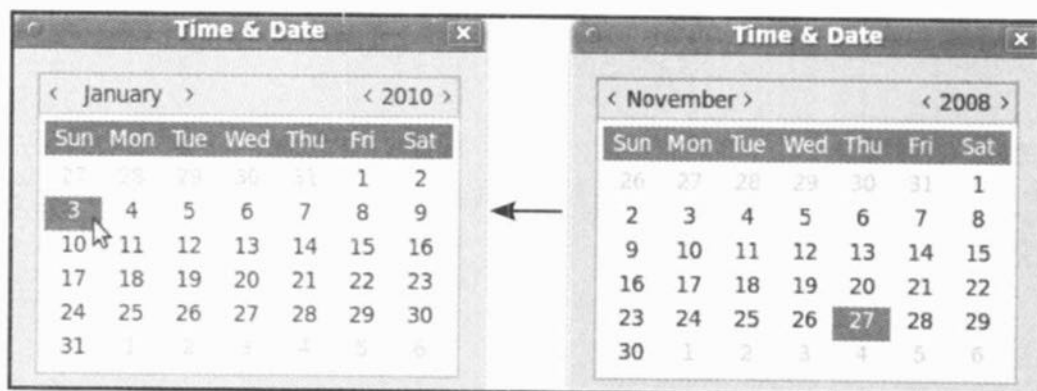 Time & Date ×
< January > < 2010 >
Sun Mon Tue Wed Thu Fri Sat
27 28 29 30 31 1 2
3 4 5 6 7 8 9
10 11 12 13 14 15 16
17 18 19 20 21 22 23
24 25 26 27 28 29 30
31 1 2 3 4 5 6
Time & Date ×
< November > < 2008 >
Sun Mon Tue Wed Thu Fri Sat
26 27 28 29 30 31 1
2 3 4 5 6 7 8
9 10 11 12 13 14 15
16 17 18 19 20 21 22
23 24 25 26 27 28 29
30 1 2 3 4 5 6